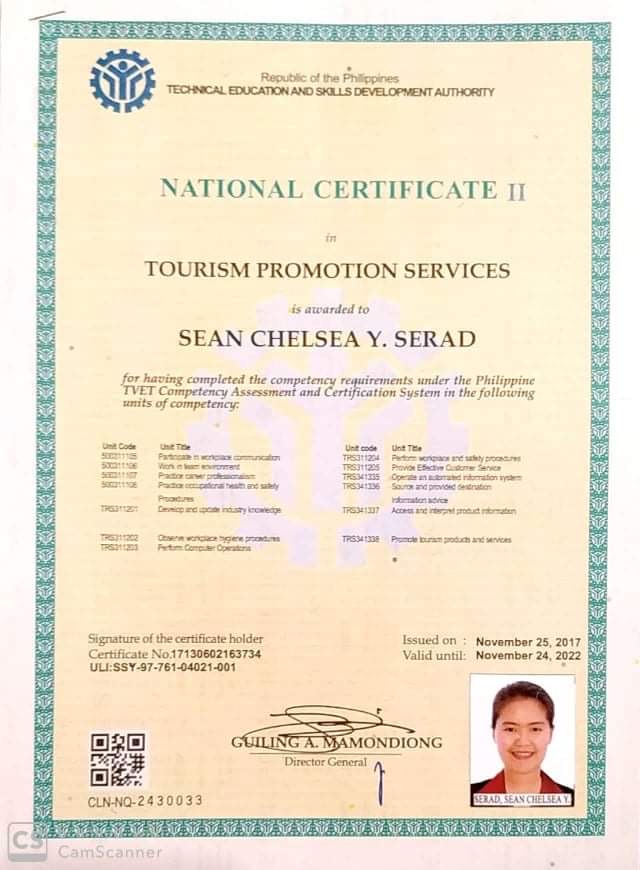 Republic of the Philippines
TECHNICAL EDUCATION AND SKILLS DEVELOPMENT AUTHORITY
NATIONAL CERTIFICATE II
in
TOURISM PROMOTION SERVICES
is awarded to
SEAN CHELSEA Y. SERAD
for having completed the competency requirements under the Philippine
TVET Competency Assessment and Certification System in the following
units of competency:
Unit Code Unit Title
500311105 Participate in workplace communication
500311106 Work in team environment
500311107 Practice career professionalism
500311108 Practice occupational health and safety
Procedures
TRS311201 Develop and update industry knowledge
TRS311202 Observe workplace hygiene procedures
TRS311203 Perform Computer Operations
Unit code Unit Title
TRS311204 Perform workplace and safety procedures
TRS311205 Provide Effective Customer Service
TRS341335 Operate an automated information system
TRS341336 Source and provided destination
information advice
TRS341337 Access and interpret product information
TRS341338 Promote tourism products and services
Signature of the certificate holder
Certificate No.17130602163734
ULI:SSY-97-761-04021-001
Issued on : November 25, 2017
Valid until: November 24, 2022
GUILING A. MAMONDIONG
Director General
SERAD, SEAN CHELSEA Y.
CLN-NQ-2430033
CS CamScanner